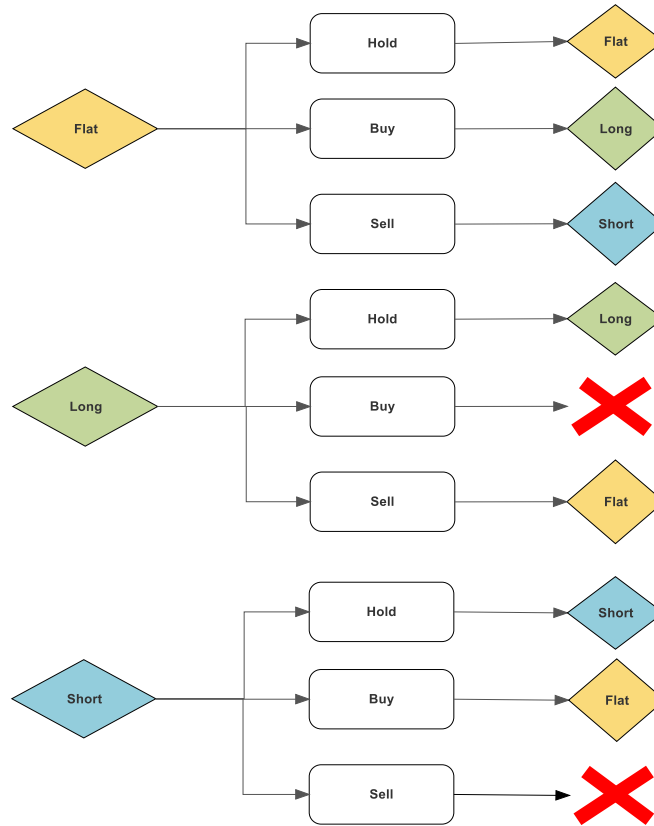 Hold
Flat
Flat
Buy
Long
Sell
Short
Hold
Long
Long
Buy
Sell
Flat
Hold
Short
Short
Buy
Flat
Sell